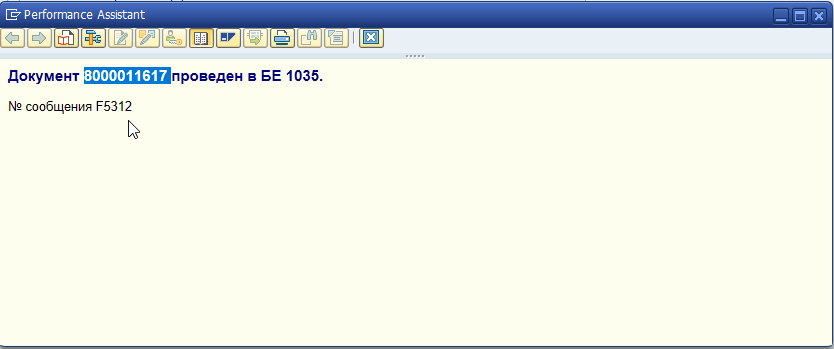 Performance Assistant
Документ 8000011617 проведен в БЕ 1035.
№ сообщения F5312